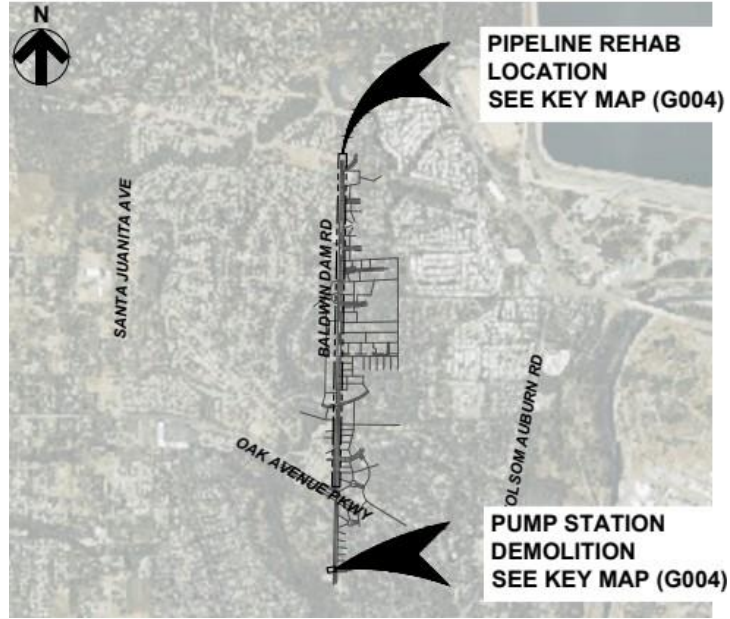 N
PIPELINE REHAB
LOCATION
SEE KEY MAP (G004)
SANTA JUANITA AVE
BALDWIN DAM RD
OLSOM AUBURN RD
OAK AVENUE PKWY
PUMP STATION
DEMOLITION
SEE KEY MAP (G004)